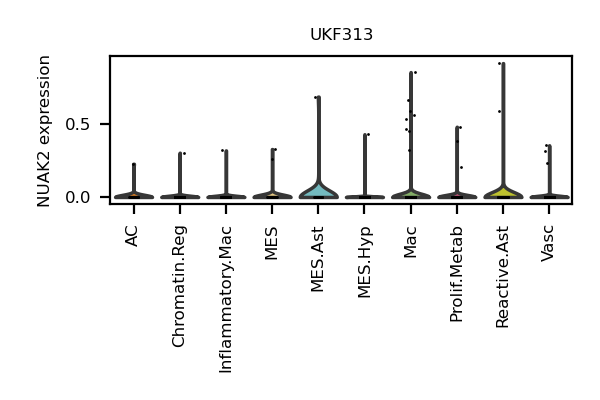 UKF313
NUAK2 expression
0.5
0.0
AC
Chromatin.Reg
Inflammatory.Mac
MES
MES.Ast
MES.Hyp
Mac
Prolif.Metab
Reactive.Ast
Vasc